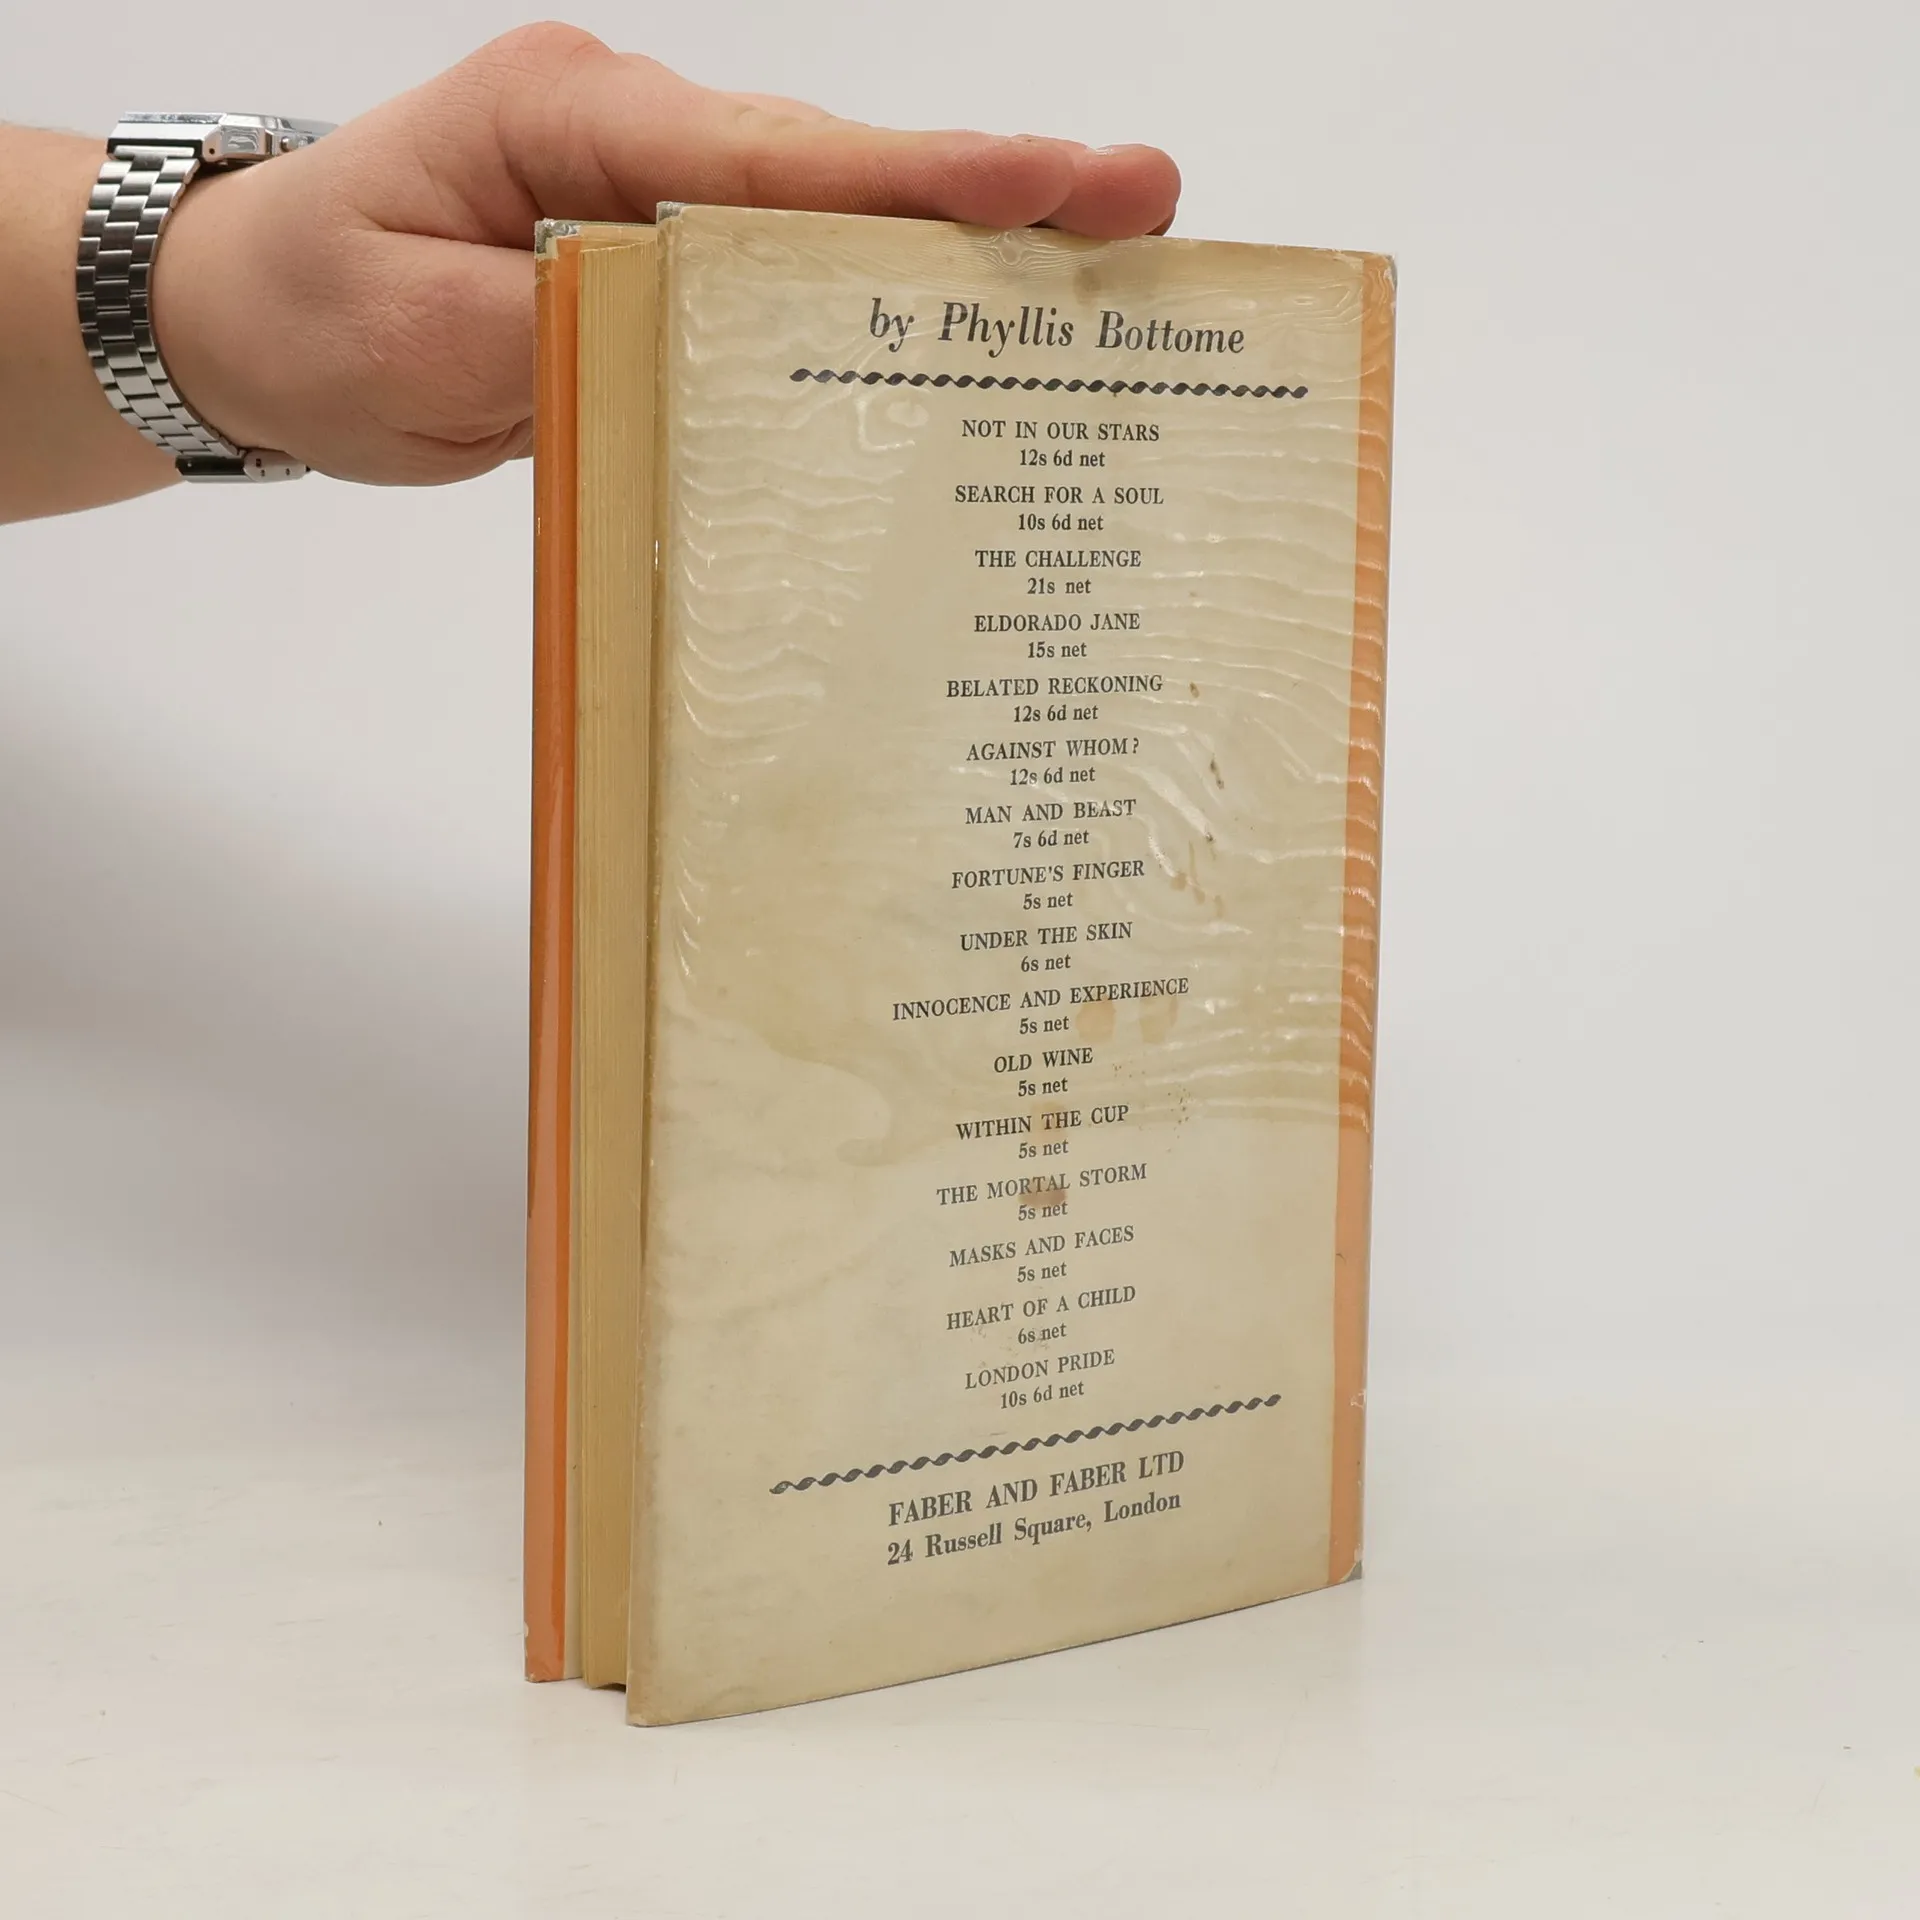 by Phyllis Bottome
NOT IN OUR STARS
12s 6d net
SEARCH FOR A SOUL
10s 6d net
THE CHALLENGE
21s net
ELDORADO JANE
15s net
BELATED RECKONING
12s 6d net
AGAINST WHOM?
12s 6d net
MAN AND BEAST
7s 6d net
FORTUNE'S FINGER
5s net
UNDER THE SKIN
6s net
INNOCENCE AND EXPERIENCE
5s net
OLD WINE
5s net
WITHIN THE CUP
5s net
THE MORTAL STORM
5s net
MASKS AND FACES
5s net
HEART OF A CHILD
6s net
LONDON PRIDE
10s 6d net
FABER AND FABER LTD
24 Russell Square, London